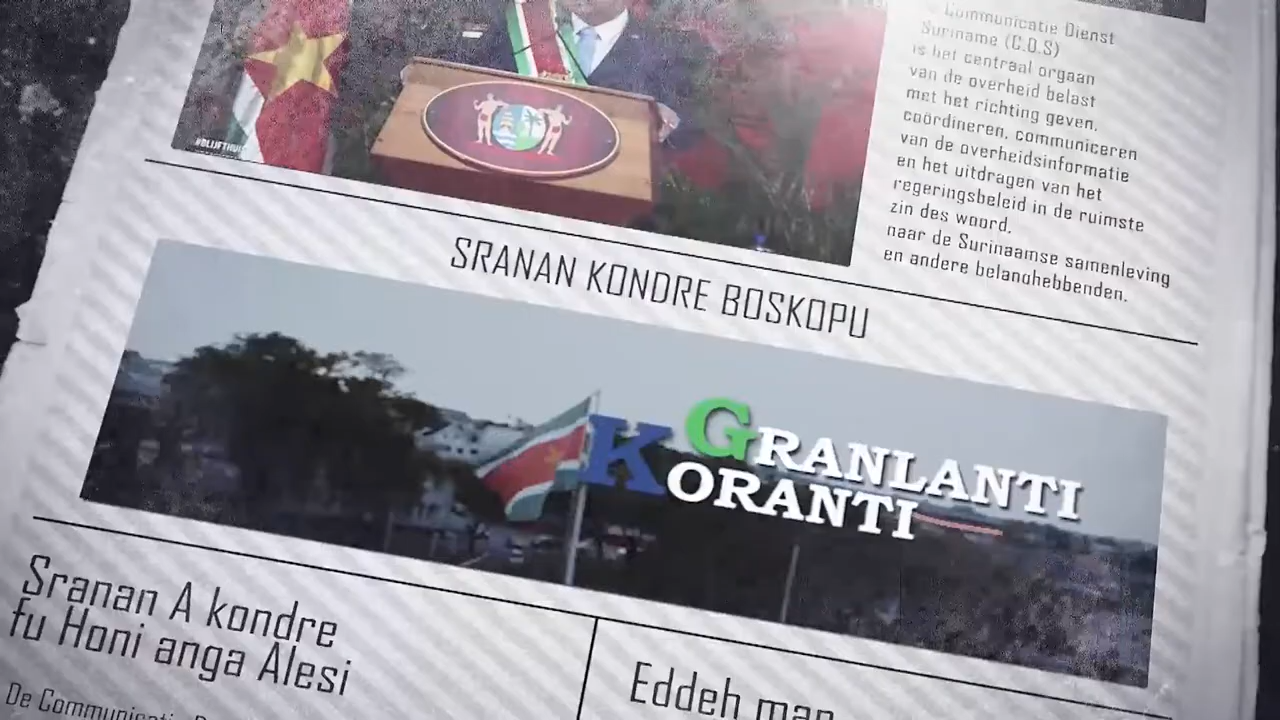 #BLIJFTHUIS
Communicatie Dienst
Suriname (C.O.S)
is het centraal orgaan
van de overheid belast
met het richting geven,
coördineren, communiceren
van de overheidsinformatie
en het uitdragen van het
regeringsbeleid in de ruimste
zin des woord,
naar de Surinaamse samenleving
en andere belanghebbenden.
SRANAN KONDRE BOSKOPU
GRANLANTI
KORANTI
Sranan A kondre
fu Honi anga Alesi
De
Eddeh man